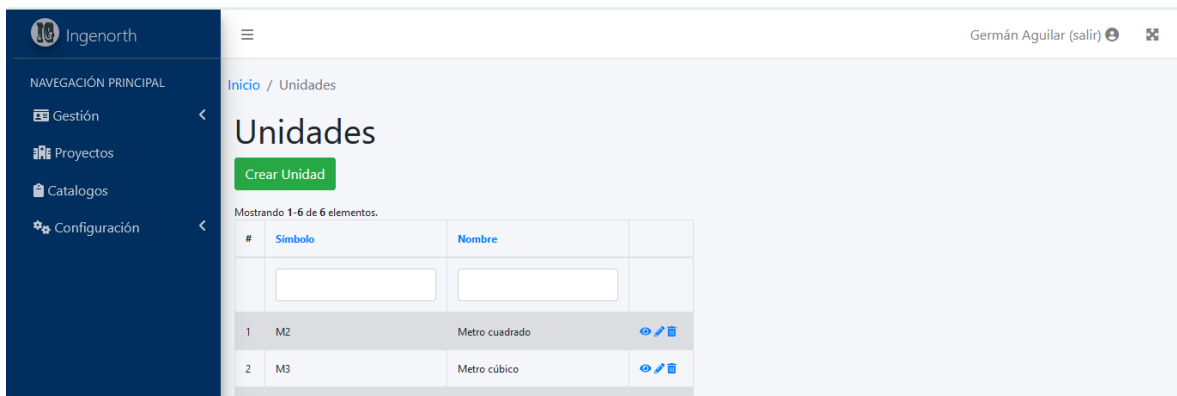 IG Ingenorth
Germán Aguilar (salir)
NAVEGACIÓN PRINCIPAL
Gestión
Proyectos
Catalogos
Configuración
Inicio / Unidades
Unidades
Crear Unidad
Mostrando 1-6 de 6 elementos.
# Símbolo Nombre
1 M2 Metro cuadrado
2 M3 Metro cúbico